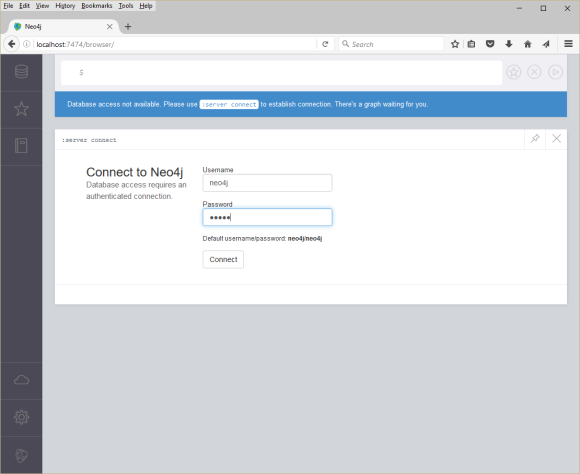 File Edit View History Bookmarks Tools Help
Neo4j
localhost:7474/browser/
Search
$
Database access not available. Please use :server connect to establish connection. There's a graph waiting for you.
:server connect
Connect to Neo4j
Database access requires an
authenticated connection.
Username
neo4j
Password
Default username/password: neo4j/neo4j
Connect